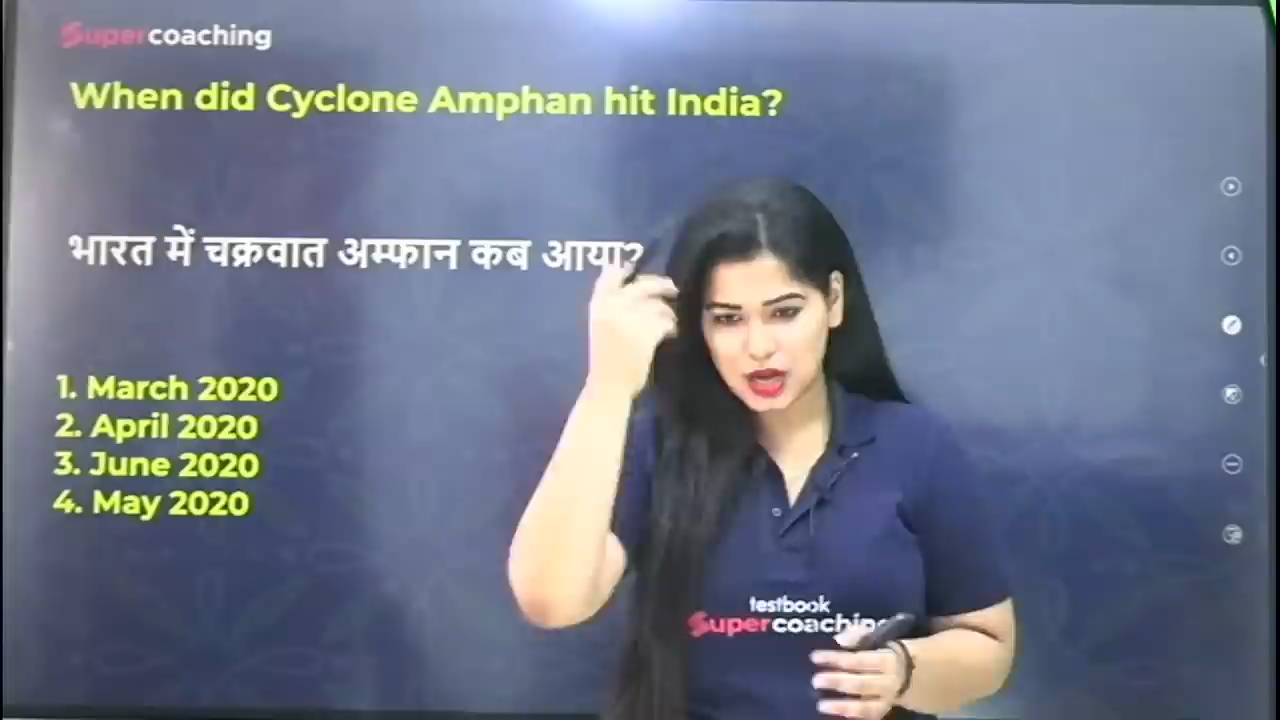 Supercoaching
When did Cyclone Amphan hit India?
भारत में चक्रवात अम्फान कब आया?
1. March 2020
2. April 2020
3. June 2020
4. May 2020
testbook
Supercoaching